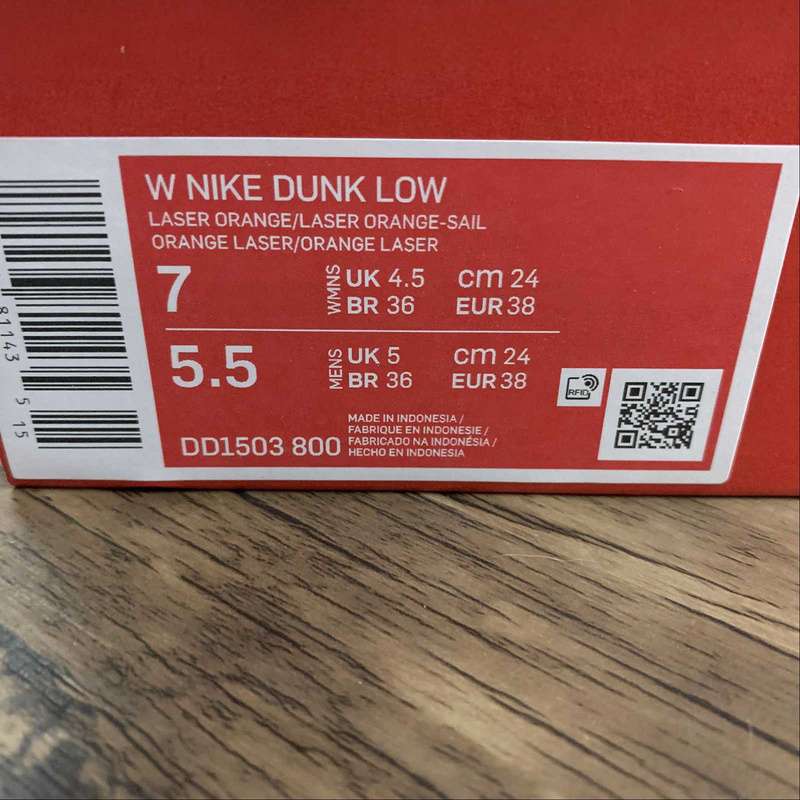 W NIKE DUNK LOW
LASER ORANGE/LASER ORANGE-SAIL
ORANGE LASER/ORANGE LASER
7 WMNS UK 4.5 cm 24
BR 36 EUR 38
5.5 MENS UK 5 cm 24
BR 36 EUR 38
RFID
DD1503 800
MADE IN INDONESIA /
FABRIQUE EN INDONESIE /
FABRICADO NA INDONÉSIA /
HECHO EN INDONESIA
81143
5 15